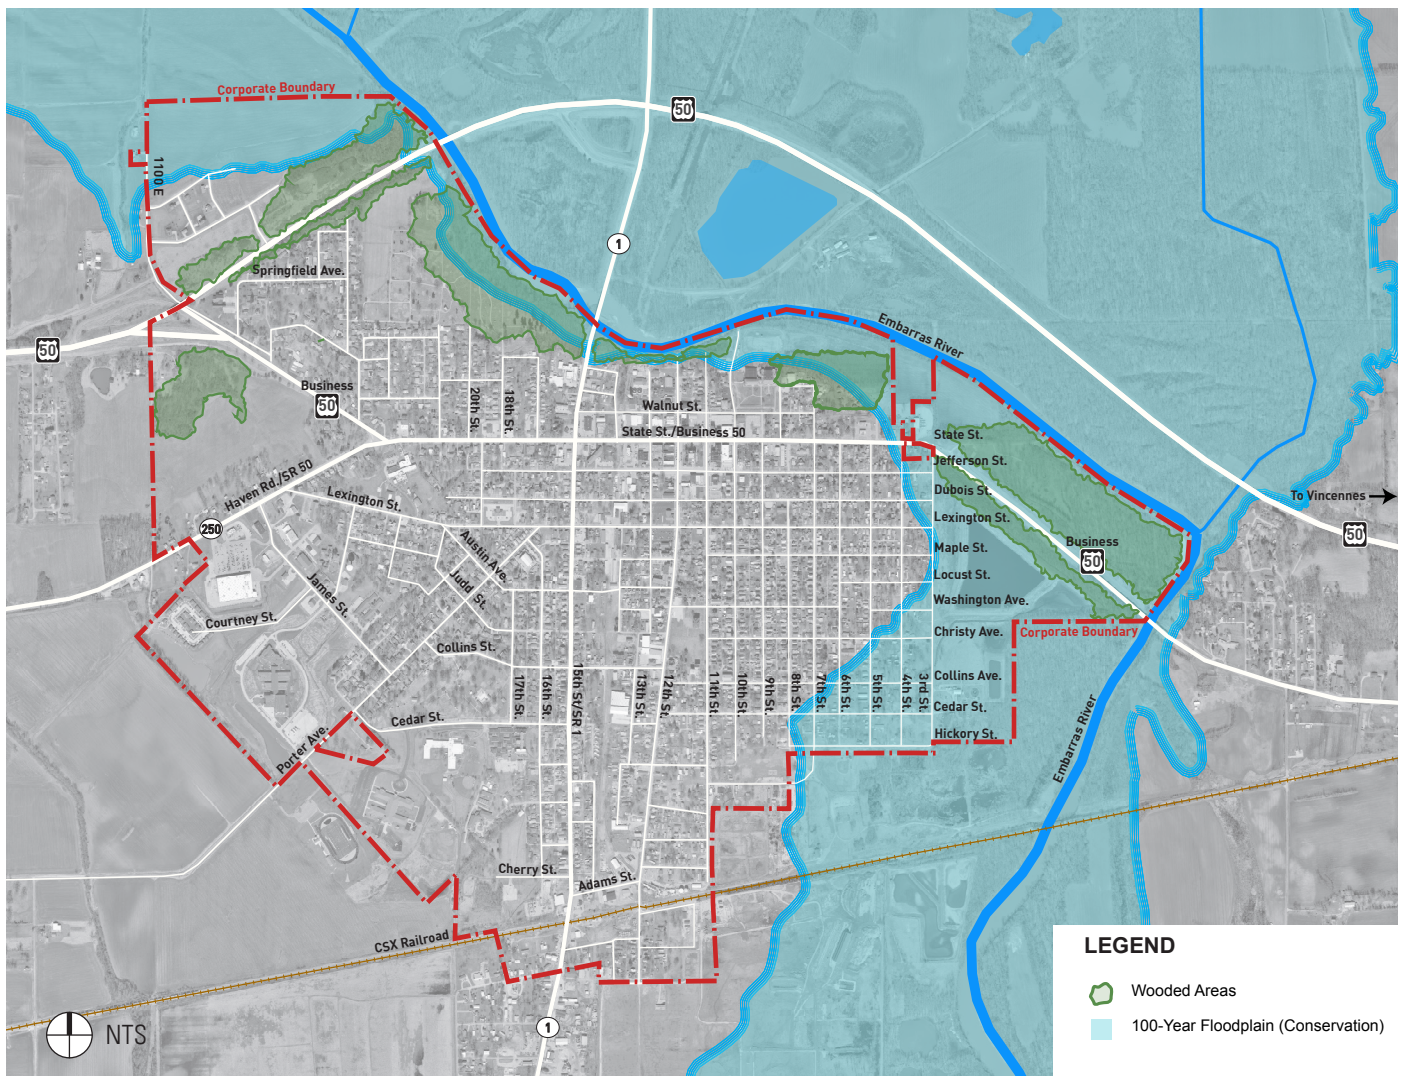 Corporate Boundary
50
1100 E
1
Springfield Ave.
Embarras River
50
Business
50
Walnut St.
20th St.
18th St.
State St./Business 50
State St.
Jefferson St.
Haven Rd./SR 50
Lexington St.
Dubois St.
To Vincennes
250
Lexington St.
50
Austin Ave.
Maple St.
Business
50
Judd St.
Locust St.
James St.
Washington Ave.
Courtney St.
Christy Ave.
Corporate Boundary
Collins St.
Collins Ave.
17th St.
16th St.
15th St/SR 1
13th St.
12th St.
11th St.
10th St.
9th St.
8th St.
7th St.
6th St.
5th St.
4th St.
3rd St.
Cedar St.
Cedar St.
Hickory St.
Porter Ave.
Embarras River
Cherry St.
Adams St.
CSX Railroad
1
NTS
LEGEND
Wooded Areas
100-Year Floodplain (Conservation)